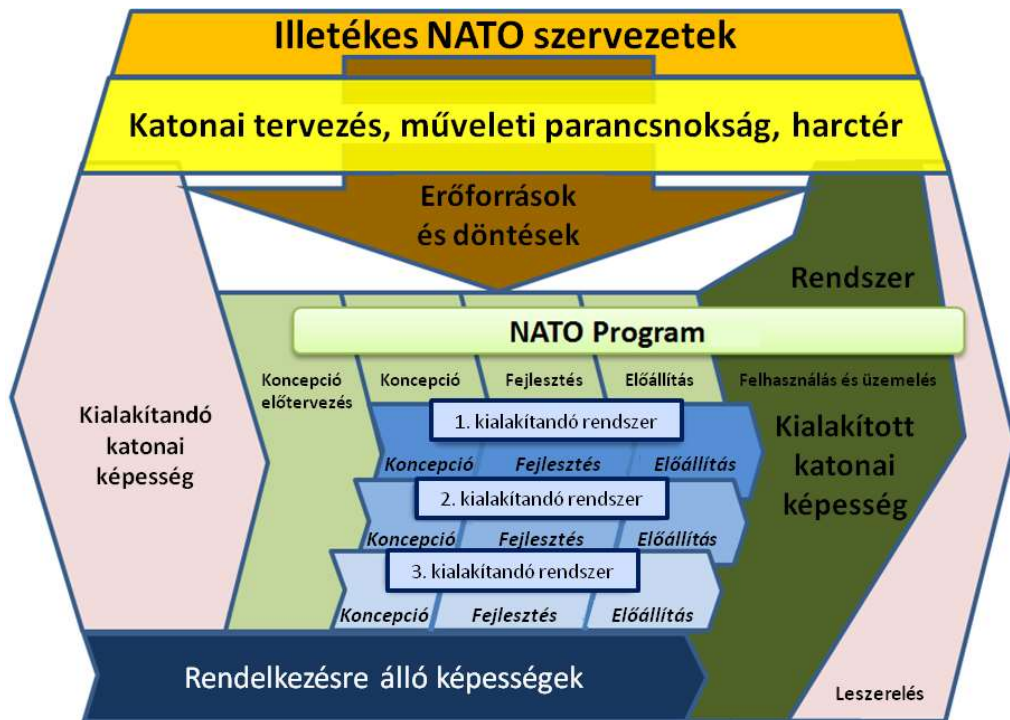 Illetékes NATO szervezetek
Katonai tervezés, műveleti parancsnokság, harctér
Erőforrások
és döntések
Rendszer
NATO Program
Koncepció
előtervezés
Koncepció
Fejlesztés
Előállítás
Felhasználás és üzemelés
Kialakítandó
katonai
képesség
1. kialakítandó rendszer
Koncepció
Fejlesztés
Előállítás
2. kialakítandó rendszer
Koncepció
Fejlesztés
Előállítás
3. kialakítandó rendszer
Koncepció
Fejlesztés
Előállítás
Kialakított
katonai
képesség
Rendelkezésre álló képességek
Leszerelés